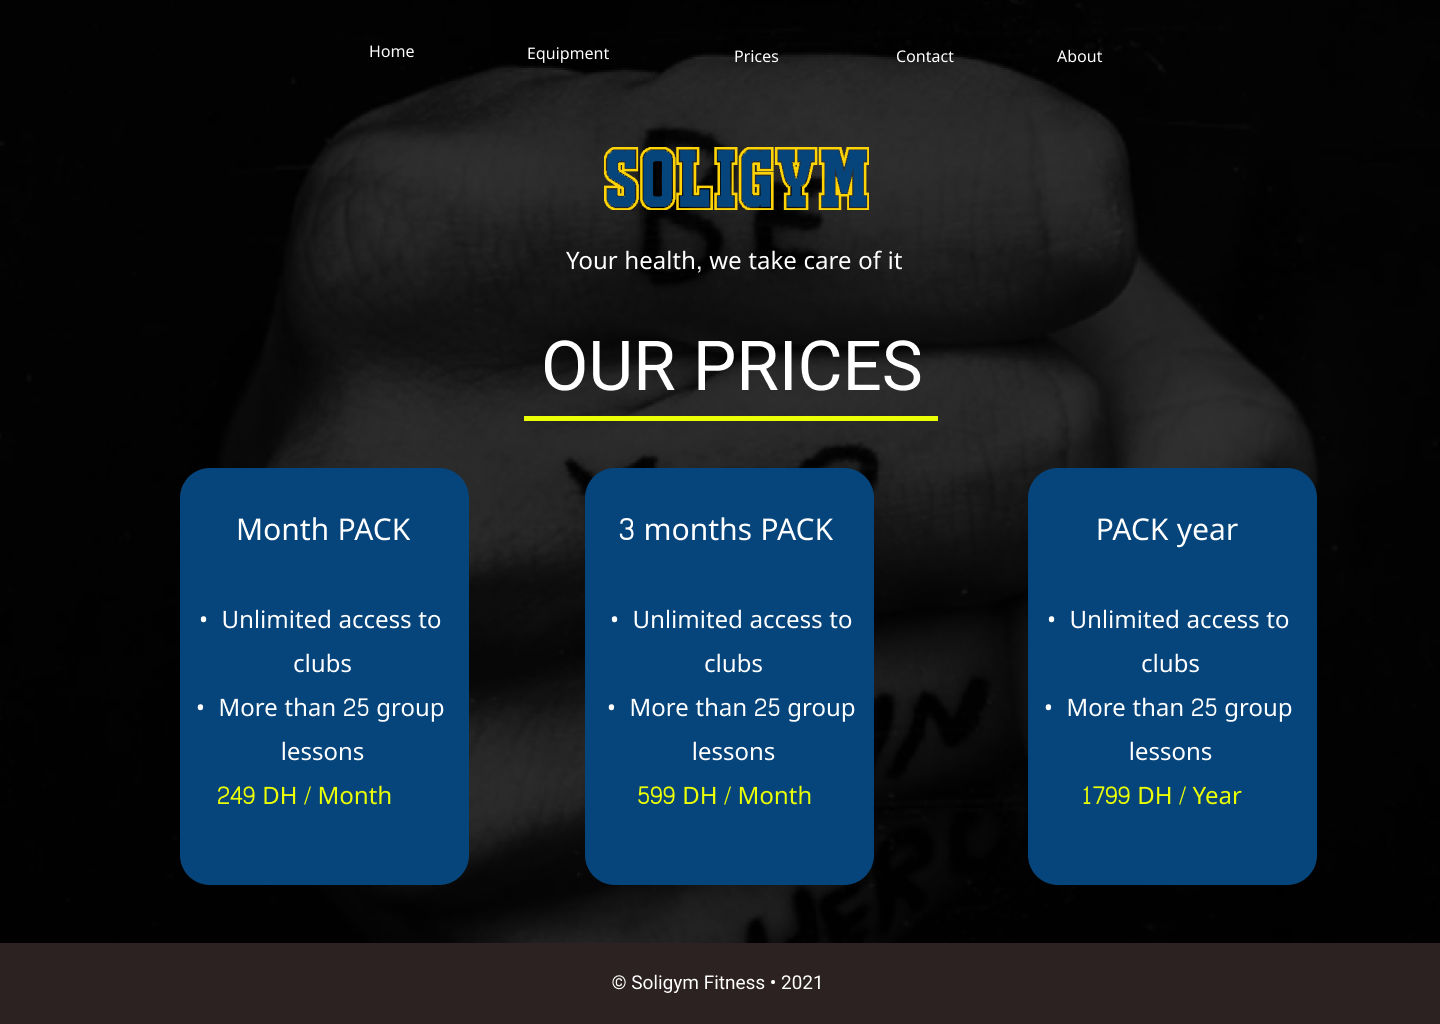 Home Equipment Prices Contact About
SOLIGYM
Your health, we take care of it
OUR PRICES
Month PACK
• Unlimited access to
clubs
• More than 25 group
lessons
249 DH / Month
3 months PACK
• Unlimited access to
clubs
• More than 25 group
lessons
599 DH / Month
PACK year
• Unlimited access to
clubs
• More than 25 group
lessons
1799 DH / Year
BE
HERO
© Soligym Fitness • 2021